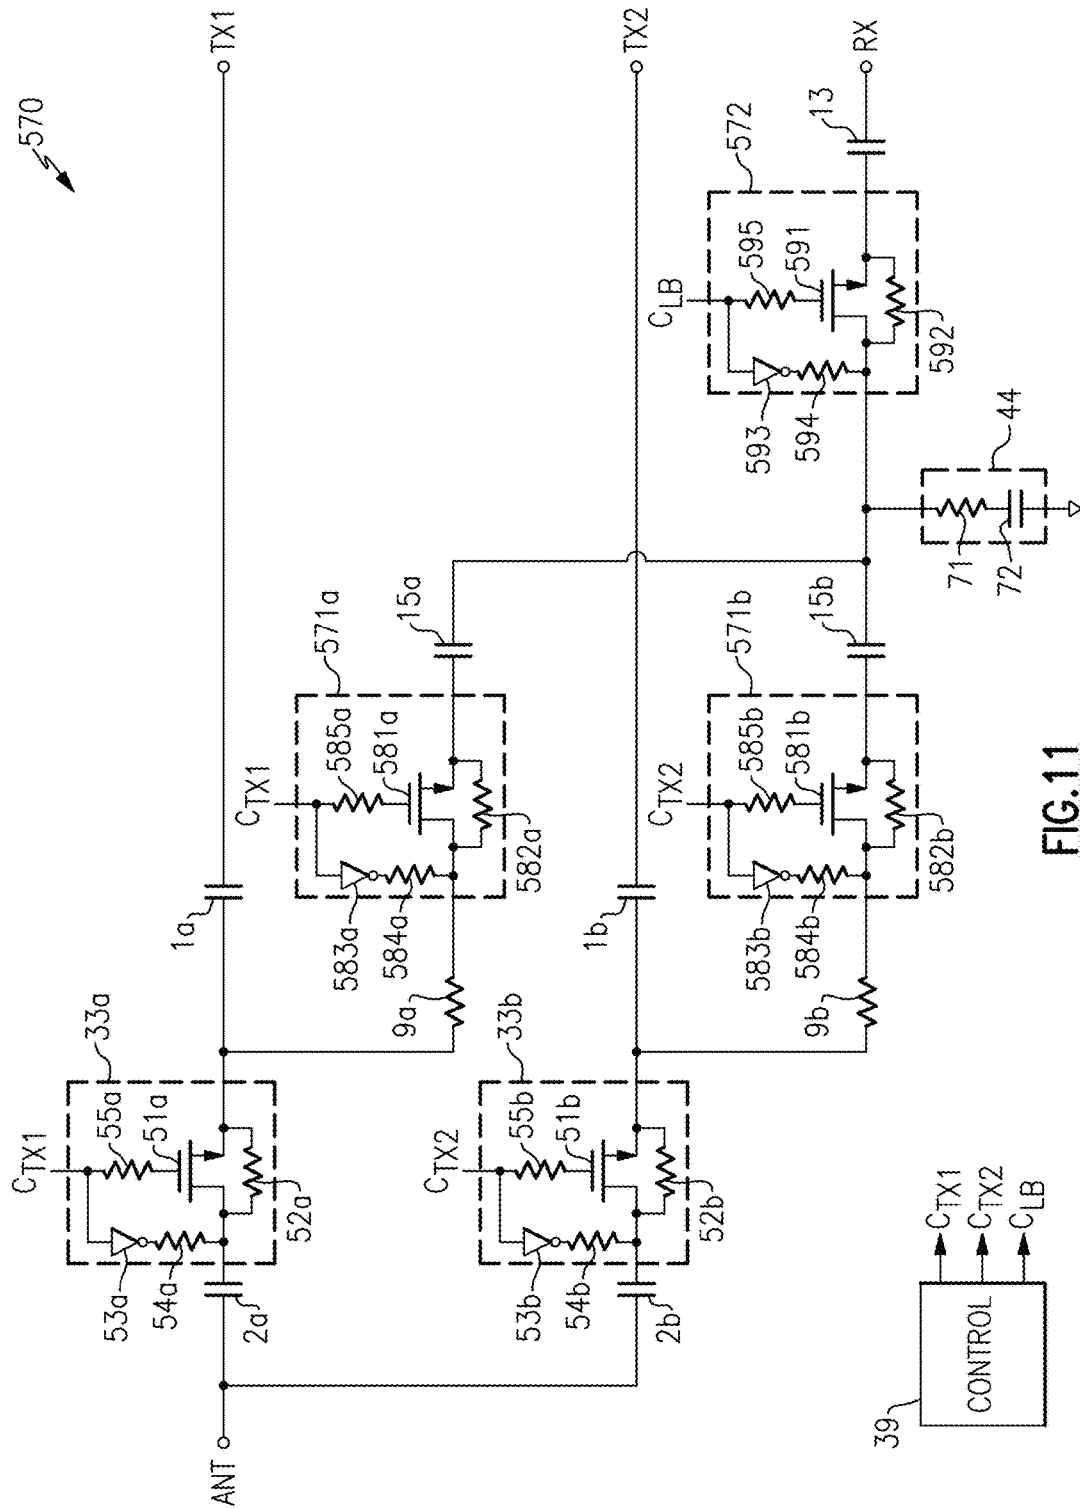 570
TX1
TX2
RX
ANT
C_TX1
33a
55a
51a
53a
54a
52a
2a
1a
C_TX1
571a
585a
581a
583a
584a
582a
9a
15a
C_TX2
33b
55b
51b
53b
54b
52b
2b
1b
C_TX2
571b
585b
581b
583b
584b
582b
9b
15b
C_LB
572
595
591
593
594
592
13
44
71
72
39
CONTROL
C_TX1
C_TX2
C_LB
FIG.11